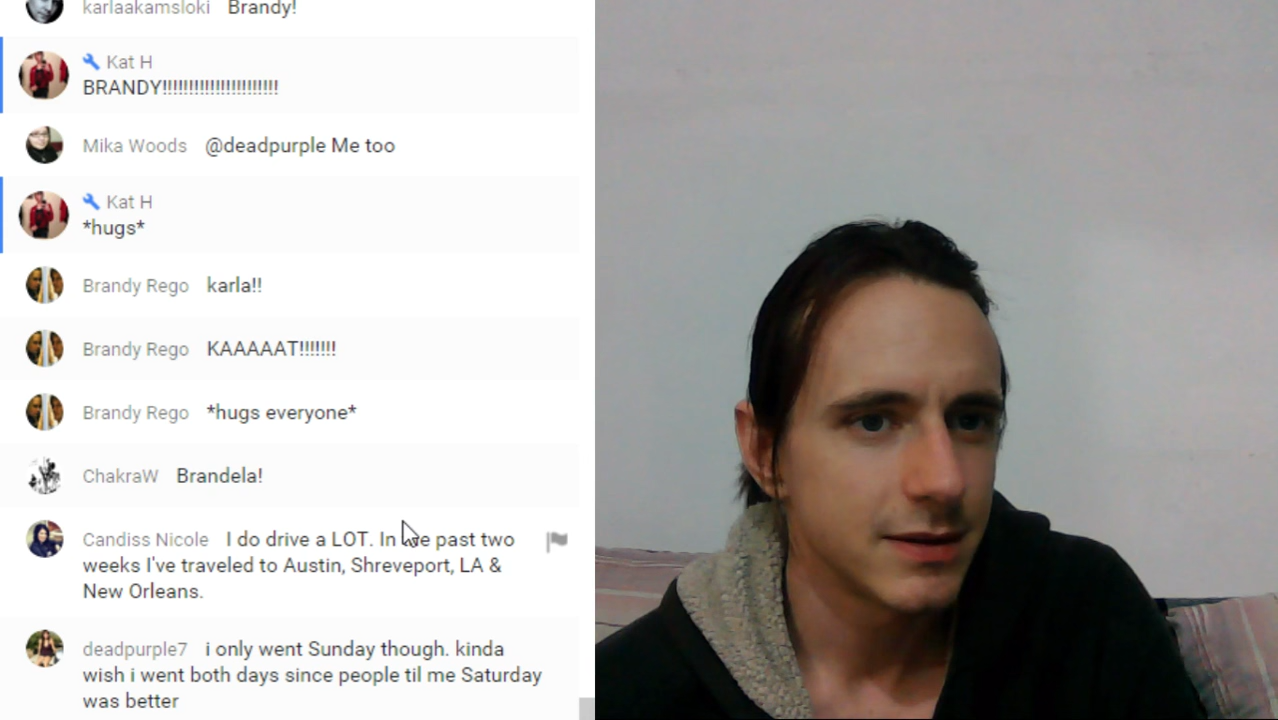 karlaakamsloki Brandy!
Kat H
BRANDY!!!!!!!!!!!!!!!!!!!!!!
Mika Woods @deadpurple Me too
Kat H
*hugs*
Brandy Rego karla!!
Brandy Rego KAAAAAT!!!!!!!
Brandy Rego *hugs everyone*
ChakraW Brandela!
Candiss Nicole I do drive a LOT. In past two
weeks I've traveled to Austin, Shreveport, LA &
New Orleans.
deadpurple7 i only went Sunday though. kinda
wish i went both days since people til me Saturday
was better